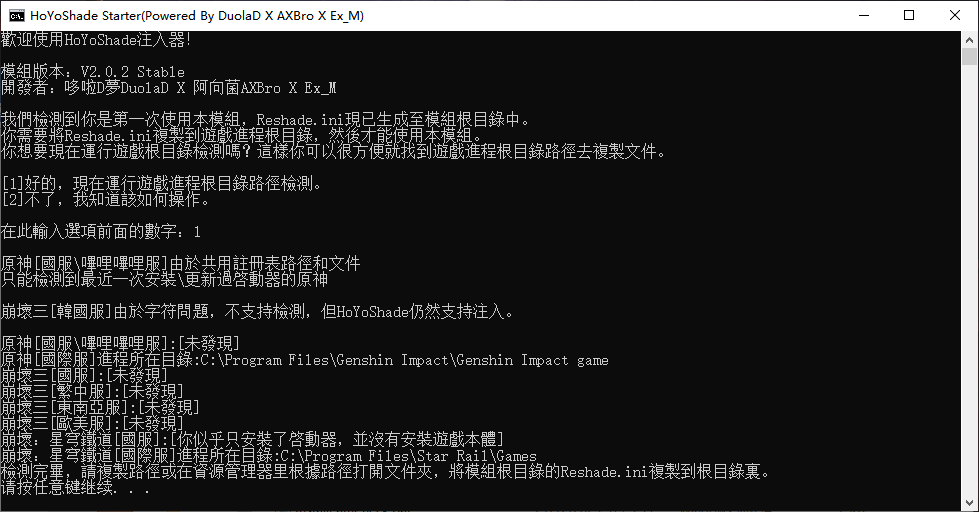 HoYoShade Starter(Powered By DuolaD X AXBro X Ex_M)
歡迎使用HoYoShade注入器!
模組版本：V2.0.2 Stable
開發者：哆啦D夢DuolaD X 阿向菌AXBro X Ex_M
我們檢測到你是第一次使用本模組，Reshade.ini現已生成至模組根目錄中。
你需要將Reshade.ini複製到遊戲進程根目錄，然後才能使用本模組。
你想要現在運行遊戲根目錄檢測嗎？這樣你可以很方便就找到遊戲進程根目錄路徑去複製文件。
[1]好的，現在運行遊戲進程根目錄路徑檢測。
[2]不了，我知道該如何操作。
在此輸入選項前面的數字：1
原神[國服\嗶哩嗶哩服]由於共用註冊表路徑和文件
只能檢測到最近一次安裝\更新過啓動器的原神
崩壞三[韓國服]由於字符問題，不支持檢測，但HoYoShade仍然支持注入。
原神[國服\嗶哩嗶哩服]:[未發現]
原神[國際服]進程所在目錄:C:\Program Files\Genshin Impact\Genshin Impact game
崩壞三[國服]:[未發現]
崩壞三[繁中服]:[未發現]
崩壞三[東南亞服]:[未發現]
崩壞三[歐美服]:[未發現]
崩壞：星穹鐵道[國服]:[你似乎只安裝了啓動器，並沒有安裝遊戲本體]
崩壞：星穹鐵道[國際服]進程所在目錄:C:\Program Files\Star Rail\Games
檢測完畢，請複製路徑或在資源管理器里根據路徑打開文件夾，將模組根目錄的Reshade.ini複製到根目錄裏。
请按任意键继续. . .